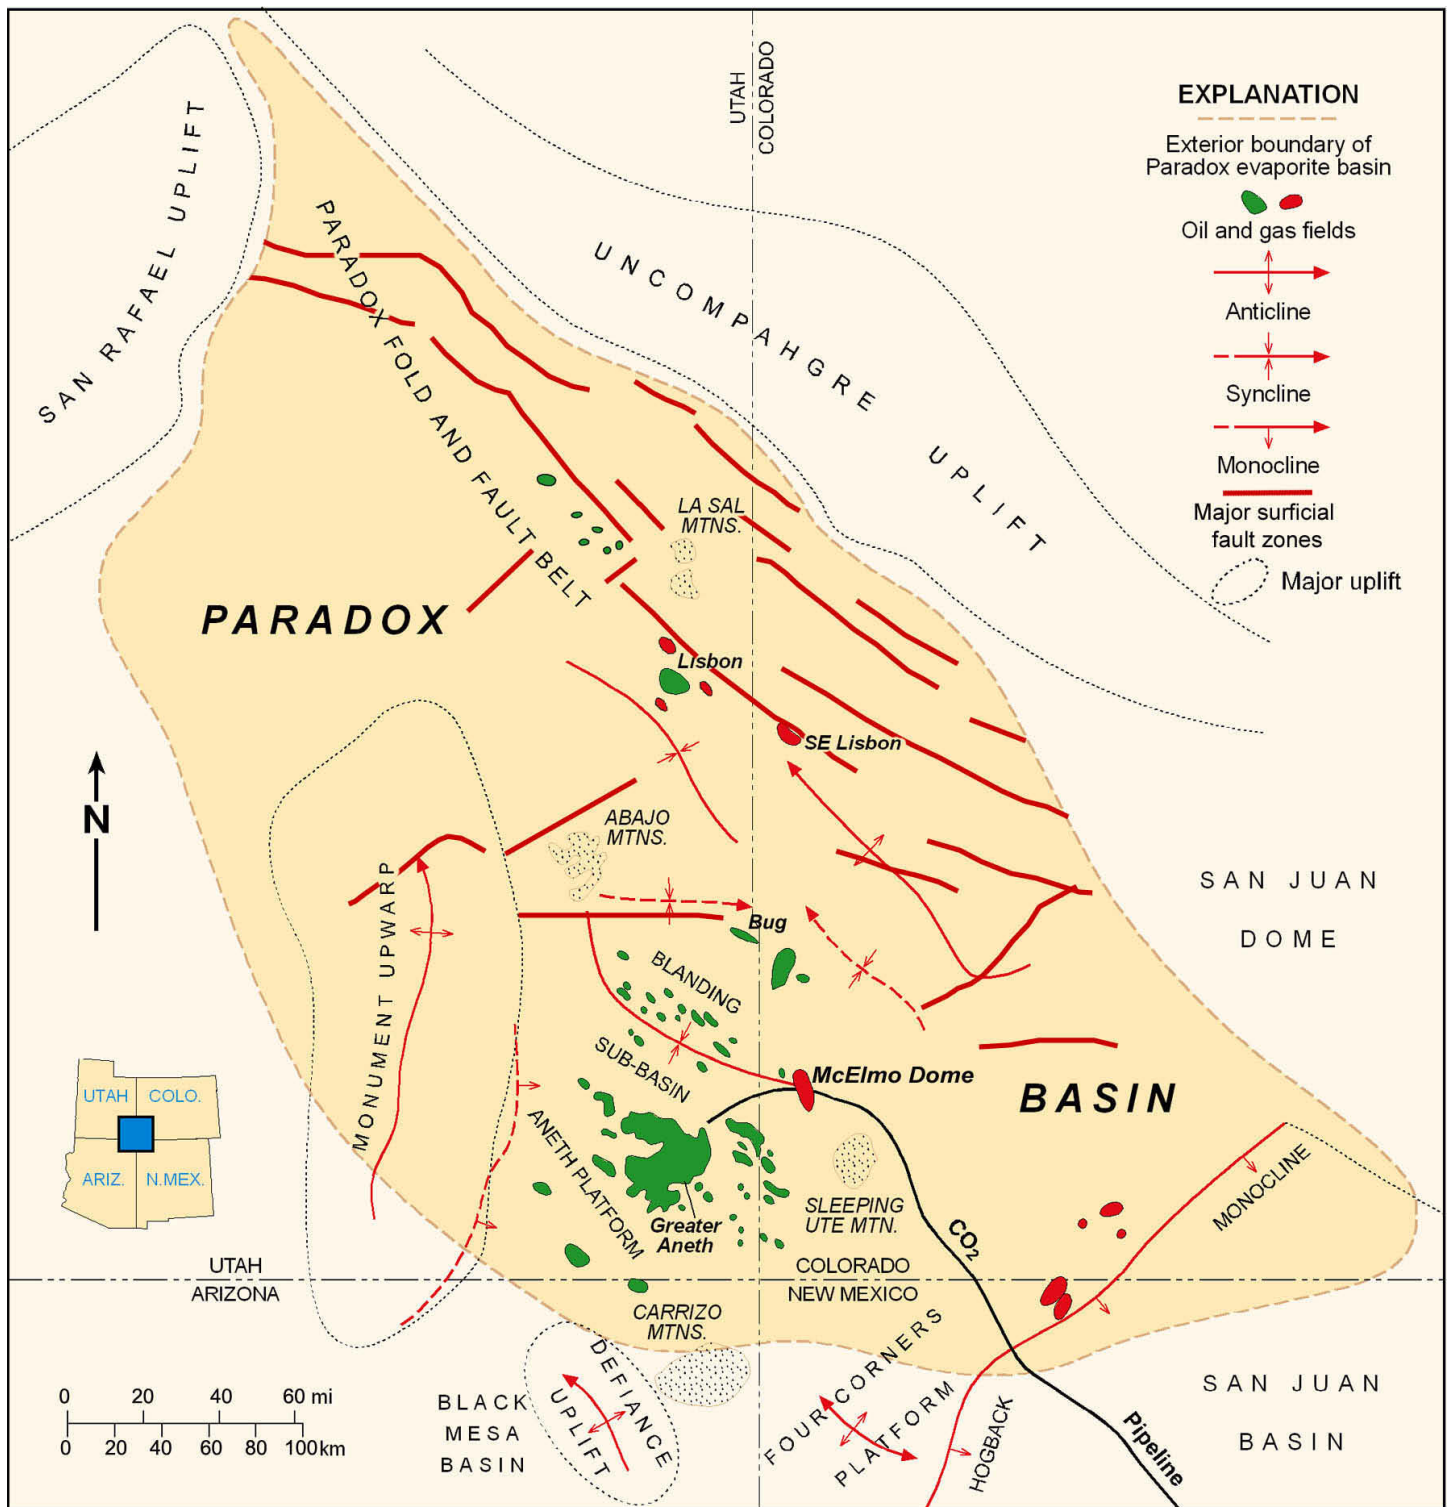 UTAH
COLORADO
EXPLANATION
Exterior boundary of
Paradox evaporite basin
Oil and gas fields
Anticline
Syncline
Monocline
Major surficial
fault zones
Major uplift
SAN RAFAEL UPLIFT
PARADOX FOLD AND FAULT BELT
UNCOMPAHGRE UPLIFT
LA SAL
MTNS.
PARADOX
Lisbon
SE Lisbon
N
ABAJO
MTNS.
SAN JUAN
DOME
MONUMENT UPWARP
Bug
BLANDING
SUB-BASIN
McElmo Dome
BASIN
UTAH
COLO.
ARIZ.
N.MEX.
ANETH PLATFORM
Greater
Aneth
SLEEPING
UTE MTN.
CO2
MONOCLINE
UTAH
ARIZONA
COLORADO
NEW MEXICO
CARRIZO
MTNS.
DEFIANCE
UPLIFT
BLACK
MESA
BASIN
FOUR CORNERS
PLATFORM
HOGBACK
Pipeline
SAN JUAN
BASIN
0 20 40 60 mi
0 20 40 60 80 100km